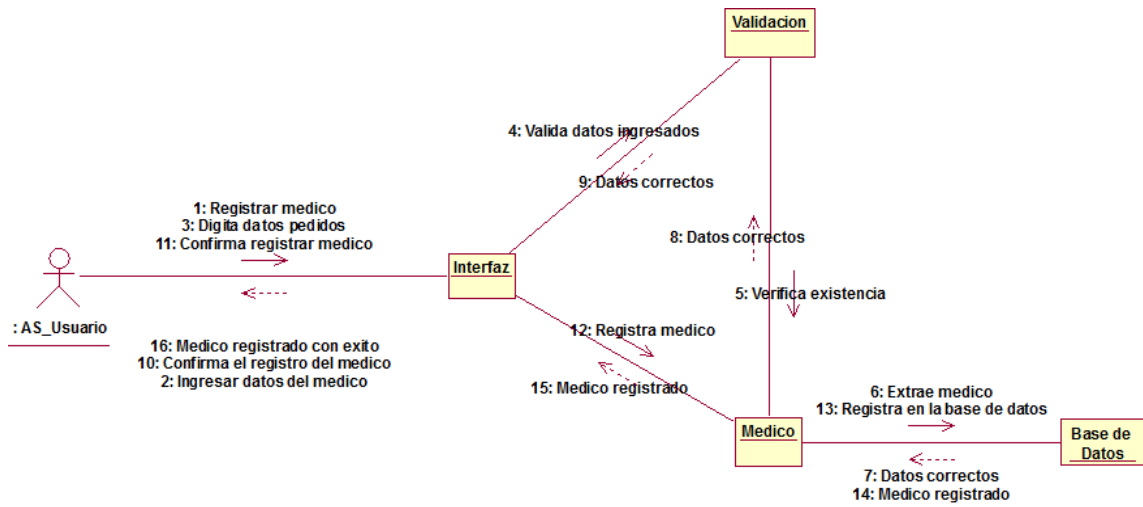 Validacion
4: Valida datos ingresados
9: Datos correctos
1: Registrar medico
3: Digita datos pedidos
11: Confirma registrar medico
8: Datos correctos
Interfaz
5: Verifica existencia
: AS_Usuario
12: Registra medico
16: Medico registrado con exito
10: Confirma el registro del medico
2: Ingresar datos del medico
15: Medico registrado
6: Extrae medico
13: Registra en la base de datos
Medico
Base de
Datos
7: Datos correctos
14: Medico registrado